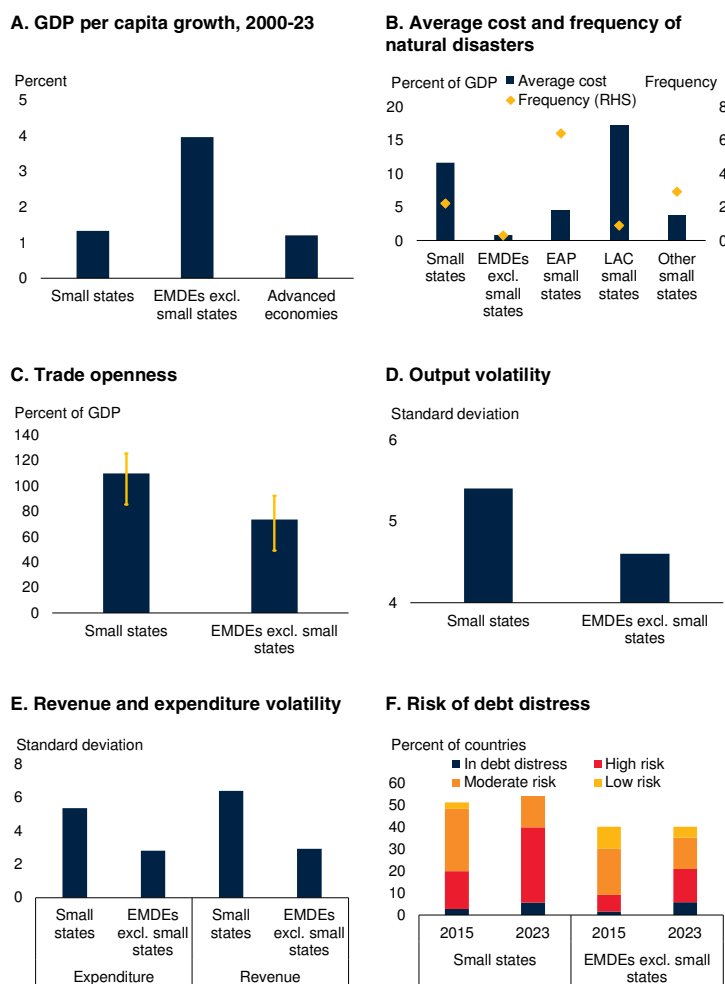 A. GDP per capita growth, 2000-23
Percent
5
4
3
2
1
0
Small states
EMDEs excl.
small states
Advanced
economies
B. Average cost and frequency of
natural disasters
Percent of GDP
Average cost
Frequency (RHS)
Frequency
20
15
10
5
0
8
6
4
2
0
Small
states
EMDEs
excl.
small
states
EAP
small
states
LAC
small
states
Other
small
states
C. Trade openness
Percent of GDP
140
120
100
80
60
40
20
0
Small states
EMDEs excl. small
states
D. Output volatility
Standard deviation
6
5
4
Small states
EMDEs excl. small
states
E. Revenue and expenditure volatility
Standard deviation
8
6
4
2
0
Small
states
EMDEs
excl. small
states
Small
states
EMDEs
excl. small
states
Expenditure
Revenue
F. Risk of debt distress
Percent of countries
In debt distress
High risk
Moderate risk
Low risk
60
50
40
30
20
10
0
2015
2023
2015
2023
Small states
EMDEs excl. small
states